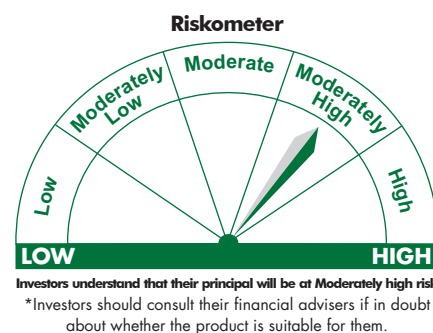 Riskometer
Moderate
Moderately
Low
Moderately
High
Low
High
LOW
HIGH
Investors understand that their principal will be at Moderately high
*Investors should consult their financial advisers if in doubt
about whether the product is suitable for them.